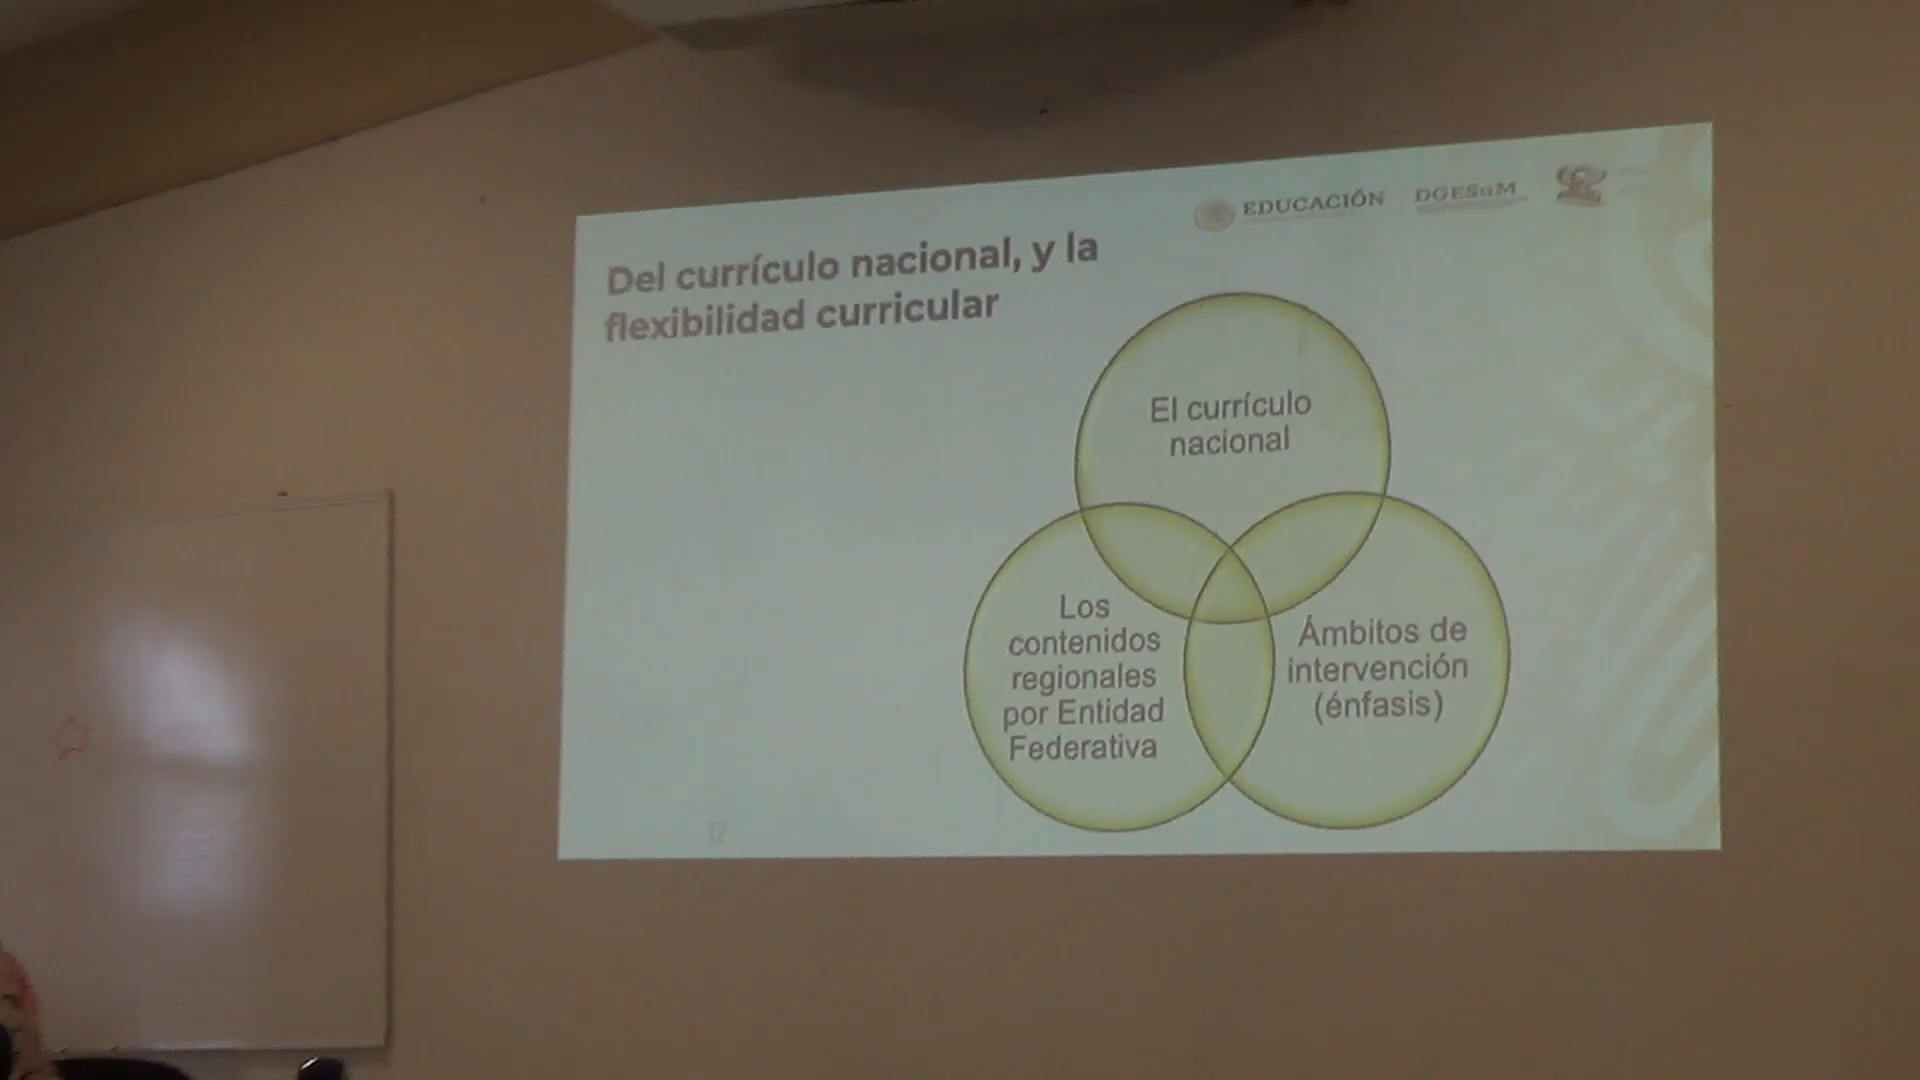 EDUCACIÓN
DGESuM
Del currículo nacional, y la
flexibilidad curricular
El currículo
nacional
Los
contenidos
regionales
por Entidad
Federativa
Ámbitos de
intervención
(énfasis)